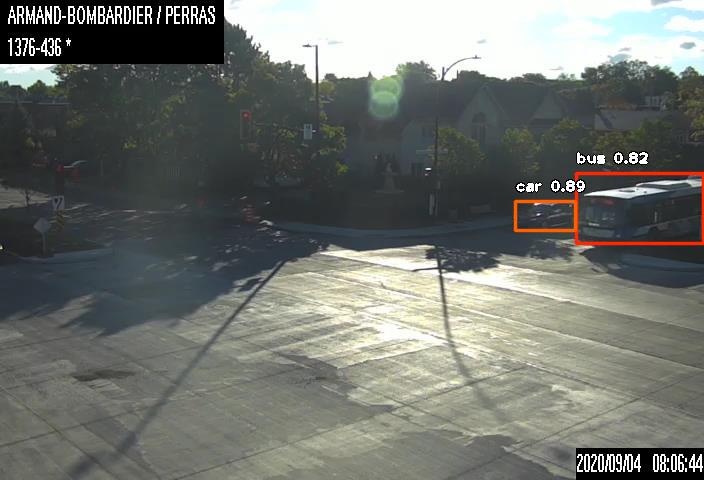 ARMAND-BOMBARDIER / PERRAS
1376-436 *
bus 0.82
car 0.89
2020/09/04 08:06:44